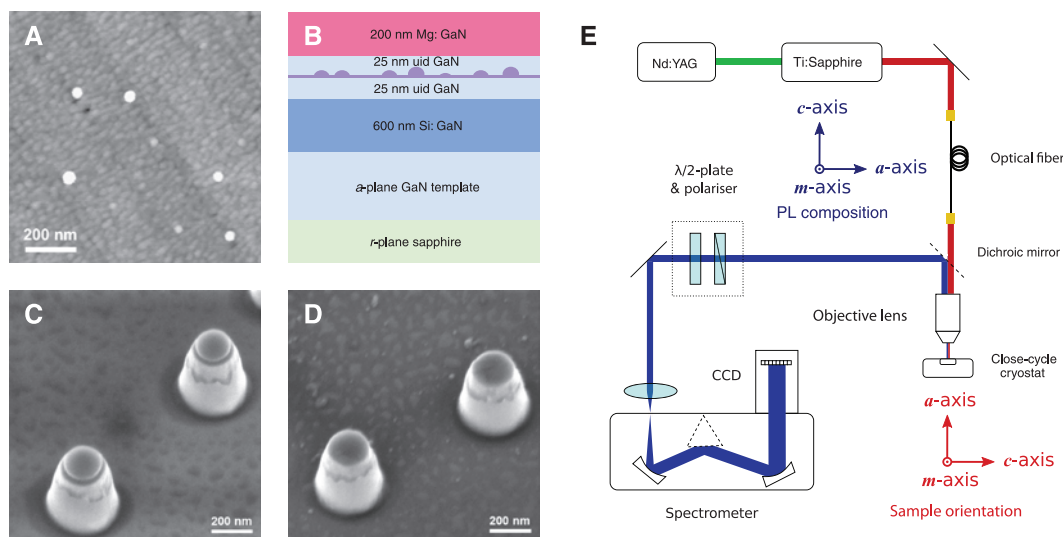 A
200 nm
B
200 nm Mg: GaN
25 nm uid GaN
25 nm uid GaN
600 nm Si: GaN
a-plane GaN template
r-plane sapphire
C
200 nm
D
200 nm
E
Nd:YAG
Ti:Sapphire
c-axis
a-axis
m-axis
PL composition
Optical fiber
λ/2-plate
& polariser
Dichroic mirror
Objective lens
Close-cycle
cryostat
CCD
Spectrometer
a-axis
c-axis
m-axis
Sample orientation